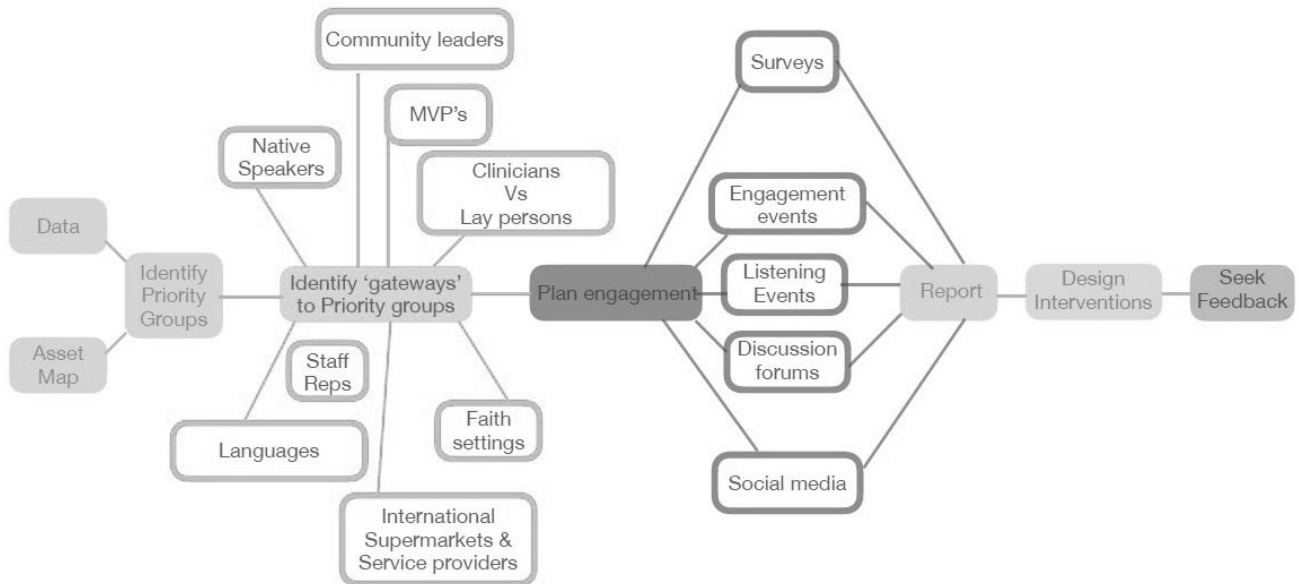 Community leaders
MVP's
Native
Speakers
Clinicians
Vs
Lay persons
Data
Identify
Priority
Groups
Asset
Map
Identify 'gateways'
to Priority groups
Staff
Reps
Languages
Faith
settings
International
Supermarkets &
Service providers
Plan engagement
Surveys
Engagement
events
Listening
Events
Discussion
forums
Social media
Report
Design
Interventions
Seek
Feedback